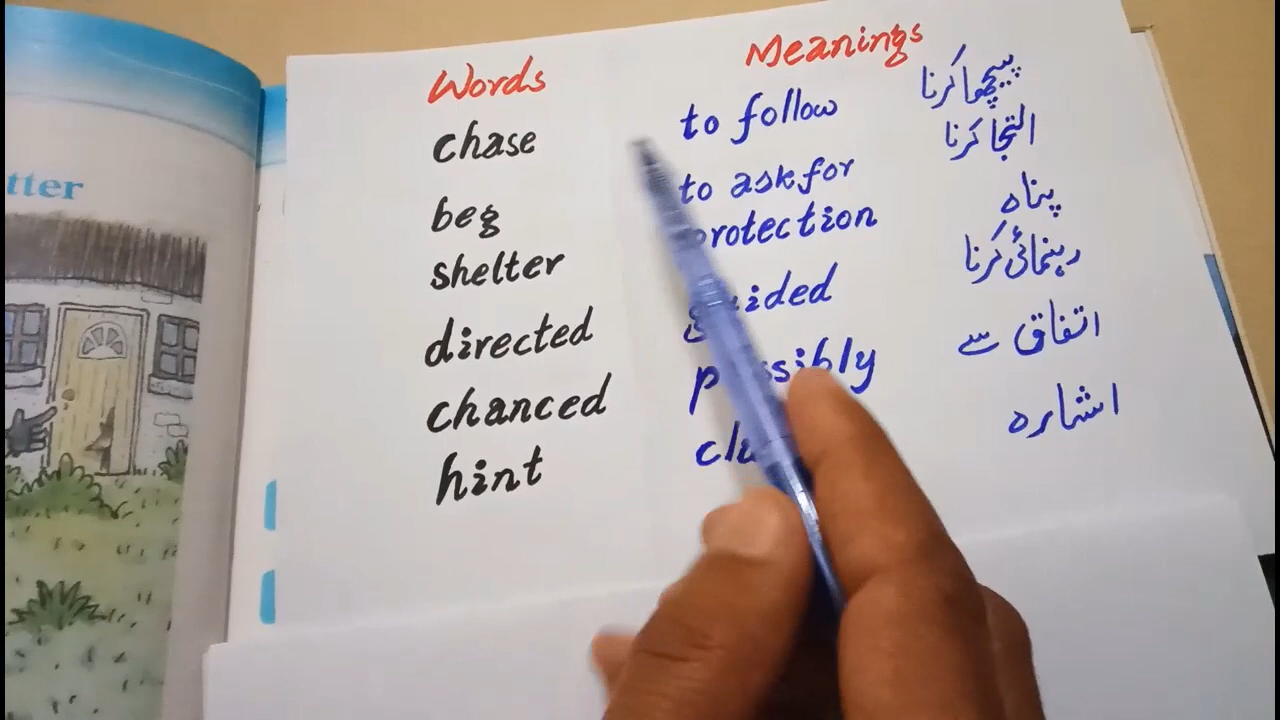 tter
Words Meanings
chase to follow پیچھا کرنا
beg to ask for التجا کرنا
shelter protection پناہ
directed guided رہنمائی کرنا
chanced possibly اتفاق سے
hint اشارہ